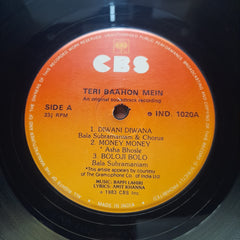 CBS
TERI BAAHON MEIN
An original soundtrack recording
SIDE A
33⅓ RPM
IND. 1020A
1. DIWANI DIWANA
Bala Subramaniam & Chorus
2. MONEY MONEY
*Asha Bhosle
3. BOLOJI BOLO
Bala Subramaniam
*This artiste appears by courtesy of
The Gramophone Co. of India Ltd
MUSIC: BAPPI LAHIRI
LYRICS: AMIT KHANNA
℗ 1983 CBS Inc.
MADE IN INDIA